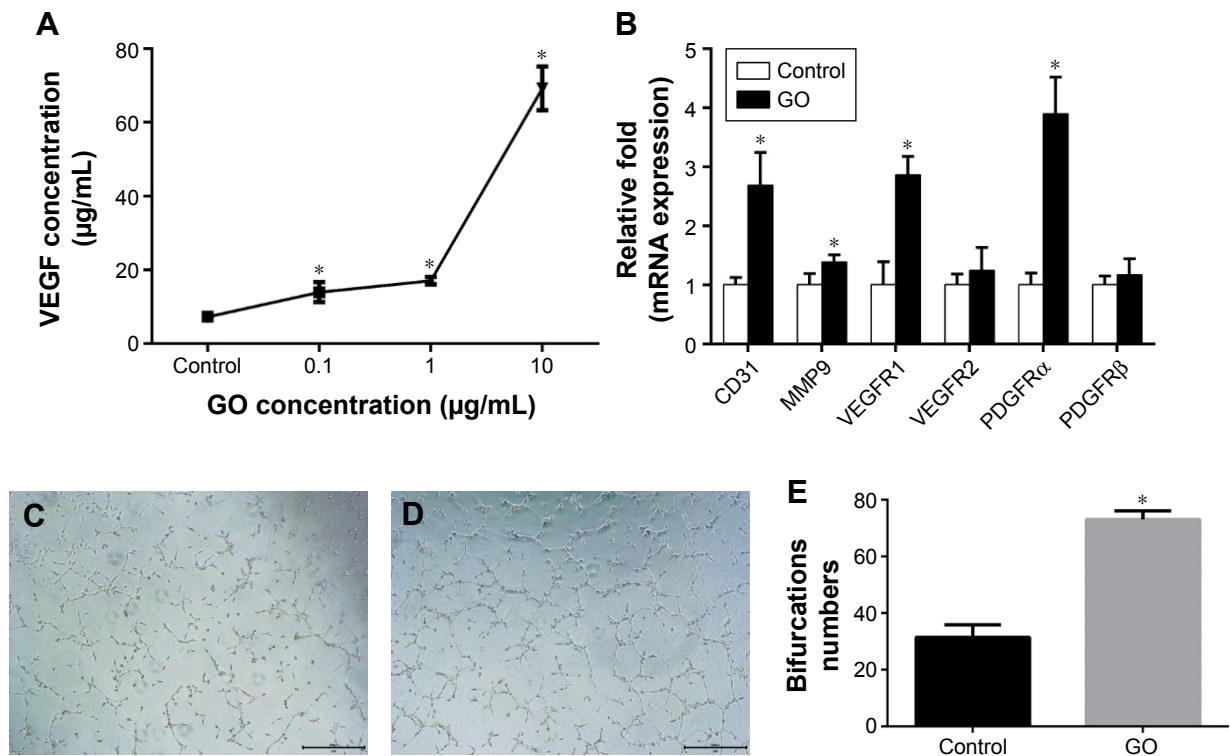 A
VEGF concentration
(µg/mL)
80
60
40
20
0
*
*
*
Control
0.1
1
10
GO concentration (µg/mL)
B
Relative fold
(mRNA expression)
5
4
3
2
1
0
Control
GO
*
*
*
*
CD31
MMP9
VEGFR1
VEGFR2
PDGFRα
PDGFRβ
C
D
E
Bifurcations
numbers
80
60
40
20
0
*
Control
GO